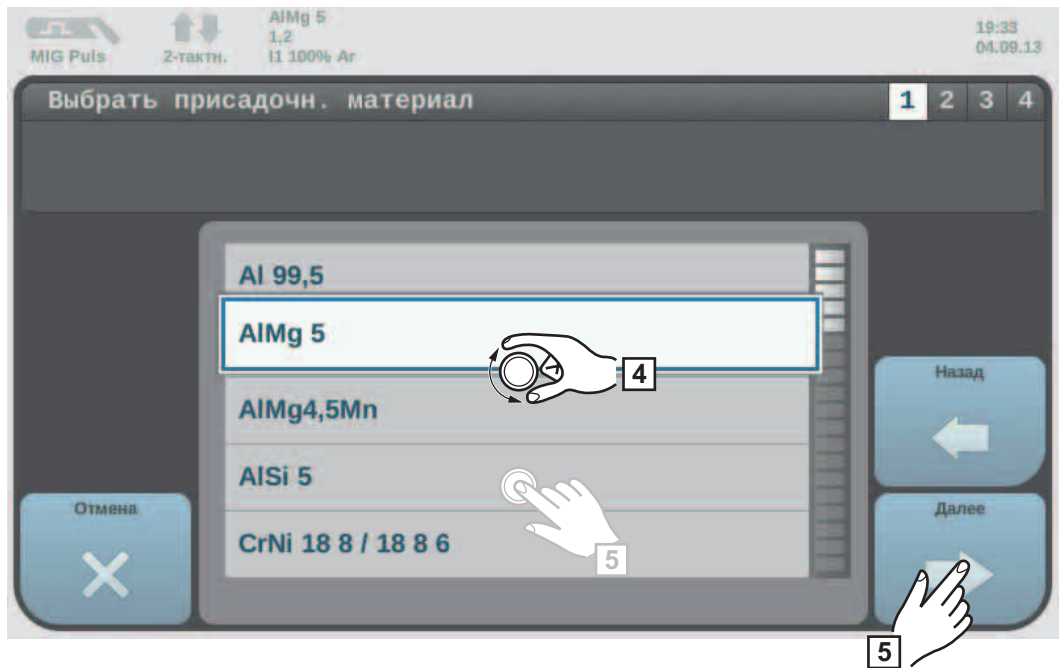 AlMg 5
1,2
I1 100% Ar
MIG Puls
2-тактн.
19:33
04.09.13
Выбрать присадочн. материал
1 2 3 4
Al 99,5
AlMg 5
4
AlMg4,5Mn
AlSi 5
5
CrNi 18 8 / 18 8 6
Назад
Отмена
Далее
5